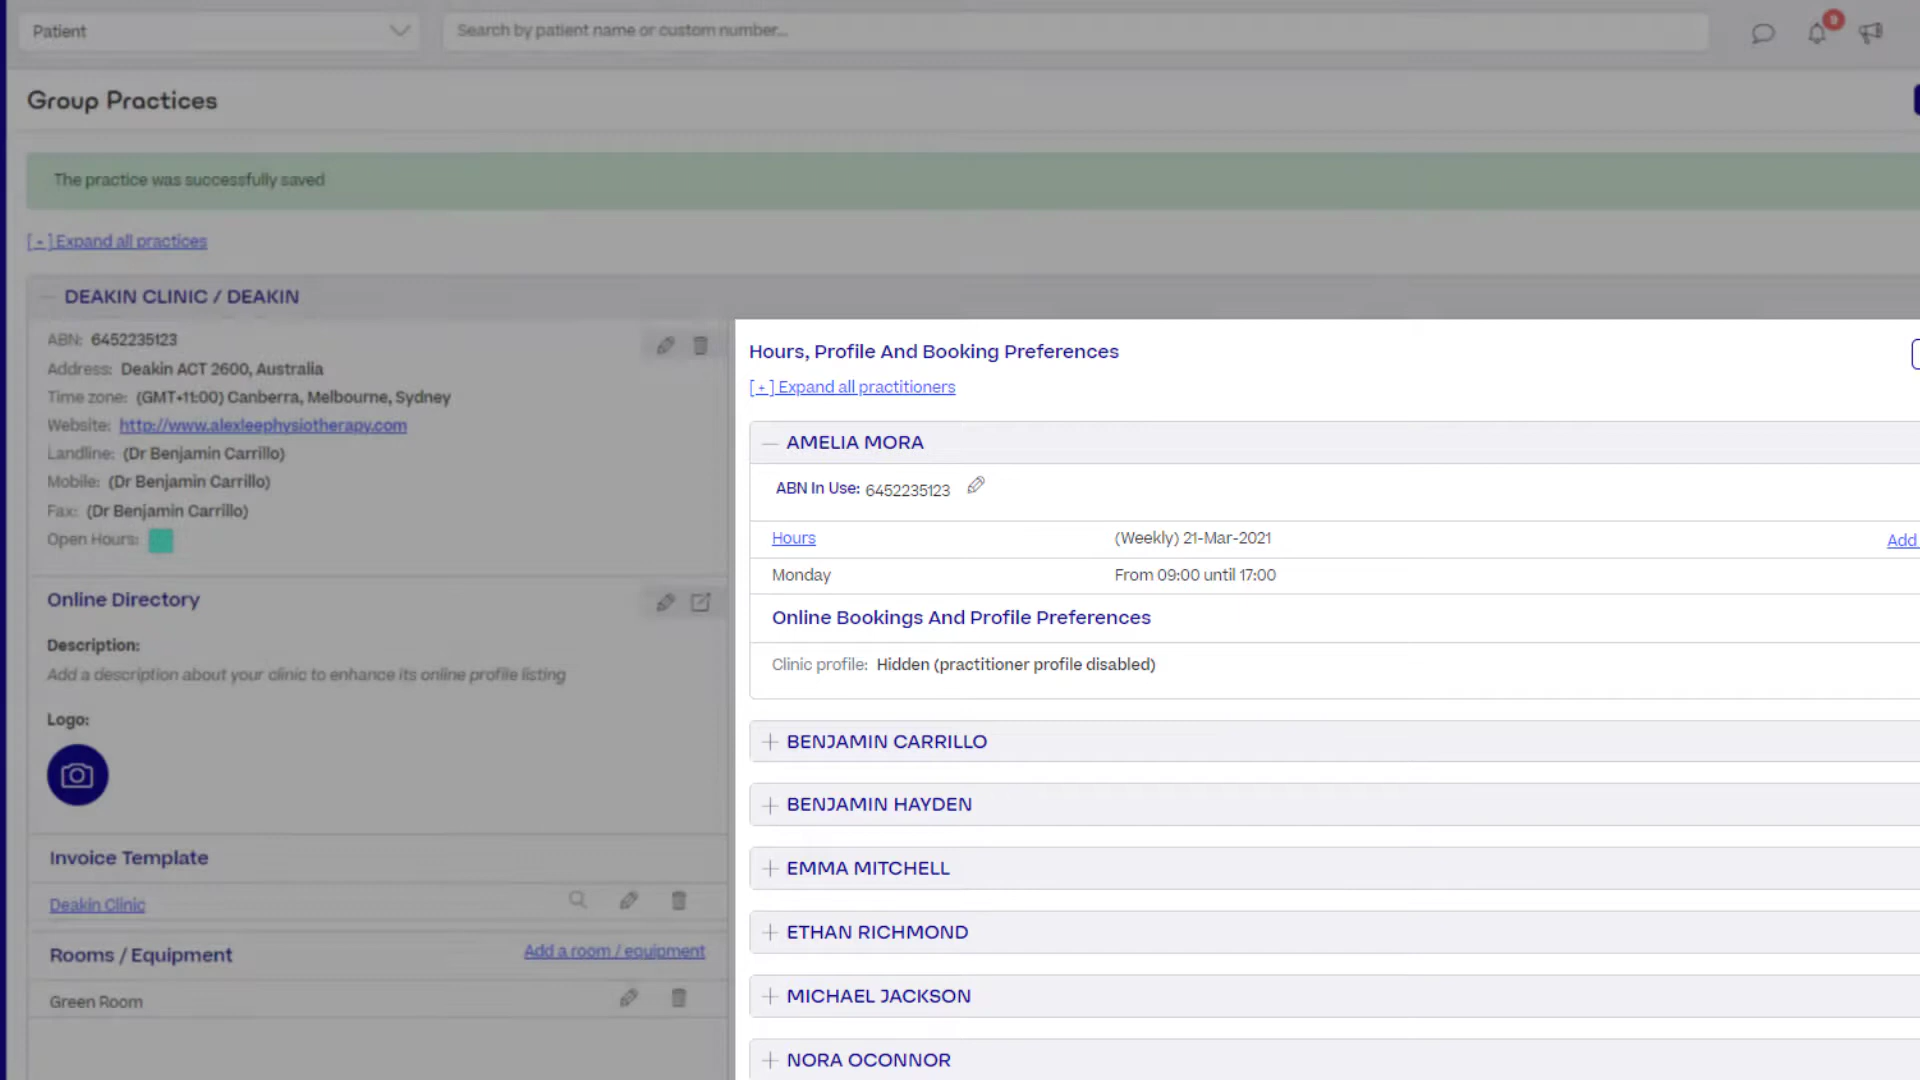 Patient
Search by patient name or custom number...
9
Group Practices
The practice was successfully saved
[ + ] Expand all practices
DEAKIN CLINIC / DEAKIN
ABN: 6452235123
Address: Deakin ACT 2600, Australia
Time zone: (GMT+11:00) Canberra, Melbourne, Sydney
Website: http://www.alexleephysiotherapy.com
Landline: (Dr Benjamin Carrillo)
Mobile: (Dr Benjamin Carrillo)
Fax: (Dr Benjamin Carrillo)
Open Hours:
Online Directory
Description:
Add a description about your clinic to enhance its online profile listing
Logo:
Invoice Template
Deakin Clinic
Rooms / Equipment
Add a room / equipment
Green Room
Hours, Profile And Booking Preferences
[ + ] Expand all practitioners
AMELIA MORA
ABN In Use: 6452235123
Hours (Weekly) 21-Mar-2021 Add
Monday From 09:00 until 17:00
Online Bookings And Profile Preferences
Clinic profile: Hidden (practitioner profile disabled)
BENJAMIN CARRILLO
BENJAMIN HAYDEN
EMMA MITCHELL
ETHAN RICHMOND
MICHAEL JACKSON
NORA OCONNOR